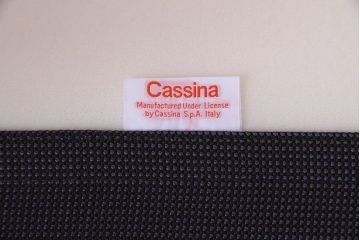 Cassina
Manufactured Under License
by Cassina S.p.A. Italy